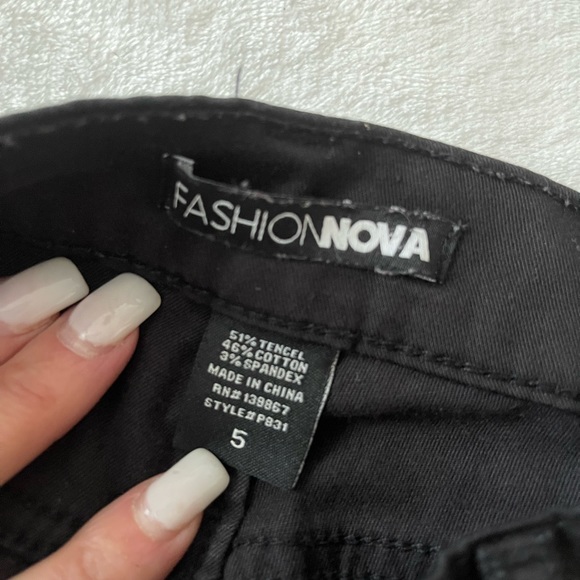 FASHIONNOVA
51% TENCEL
46% COTTON
3% SPANDEX
MADE IN CHINA
RN# 139867
STYLE# P831
5